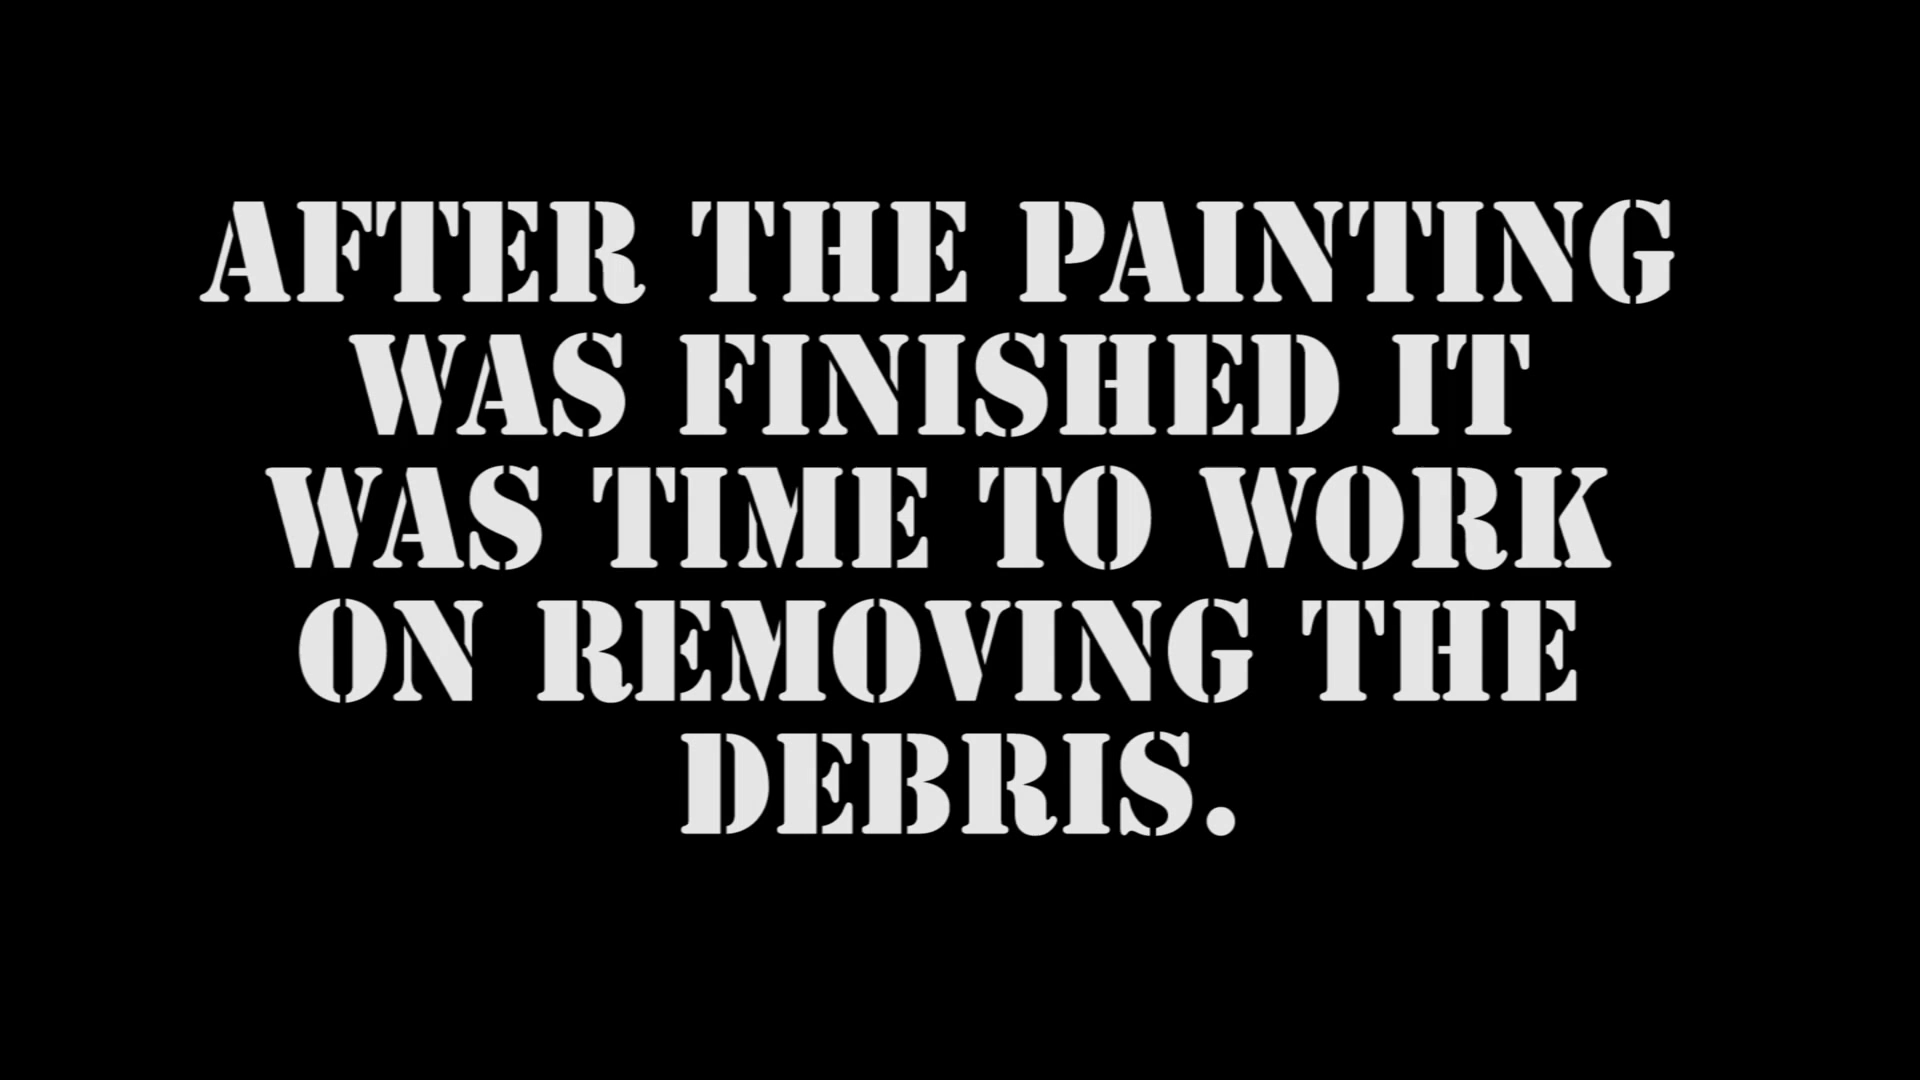 AFTER THE PAINTING
WAS FINISHED IT
WAS TIME TO WORK
ON REMOVING THE
DEBRIS.